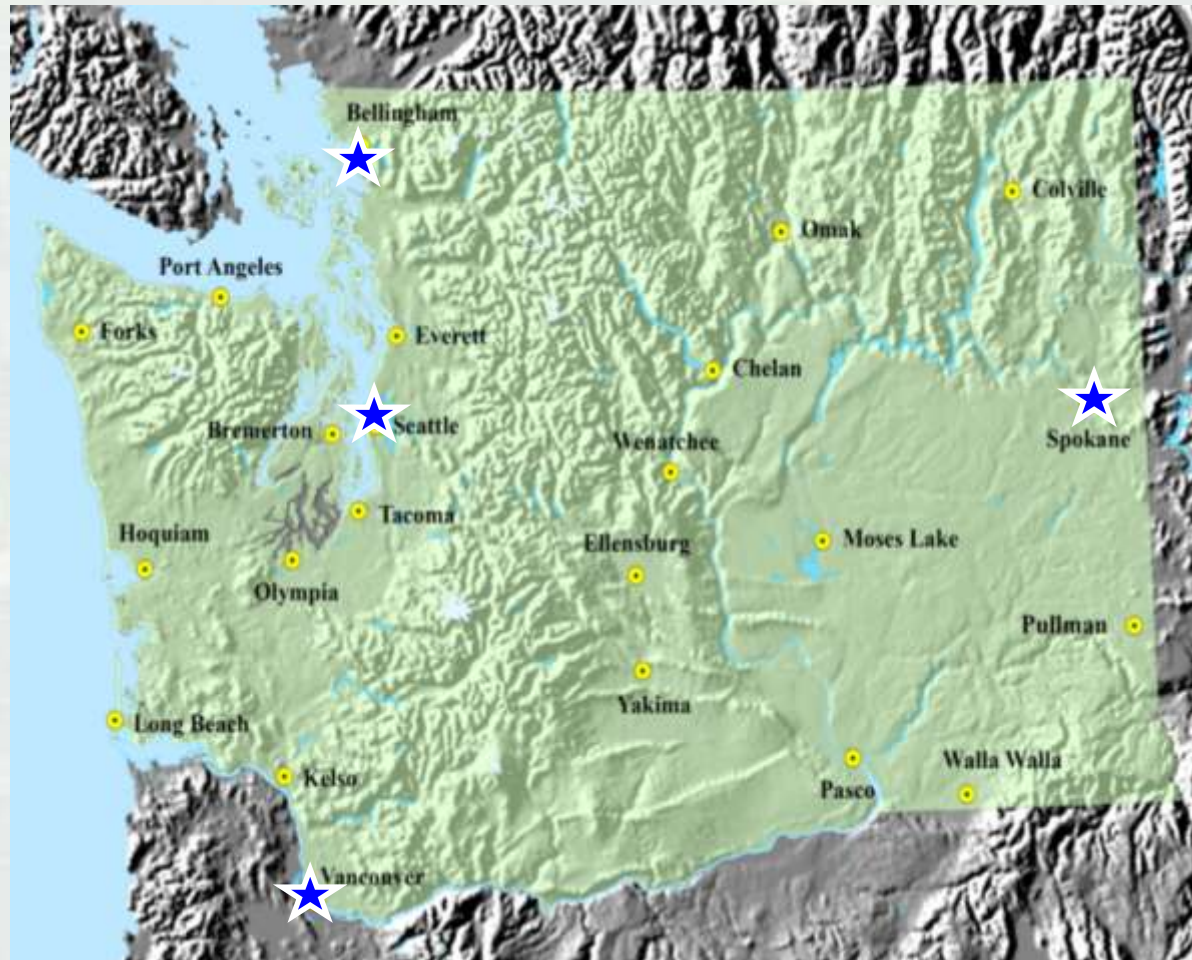 Bellingham
Colville
Omak
Port Angeles
Forks
Everett
Chelan
Bremerton
Seattle
Wenatchee
Spokane
Tacoma
Hoquiam
Ellensburg
Moses Lake
Olympia
Pullman
Yakima
Long Beach
Kelso
Walla Walla
Pasco
Vancouver